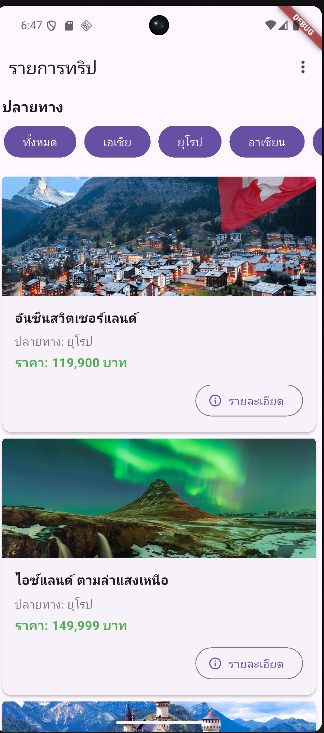 6:47
DEBUG
รายการทริป
ปลายทาง
ทั้งหมด เอเชีย ยุโรป อาเซียน
อันซีนสวิตเซอร์แลนด์
ปลายทาง: ยุโรป
ราคา: 119,900 บาท
รายละเอียด
ไอซ์แลนด์ ตามล่าแสงเหนือ
ปลายทาง: ยุโรป
ราคา: 149,999 บาท
รายละเอียด